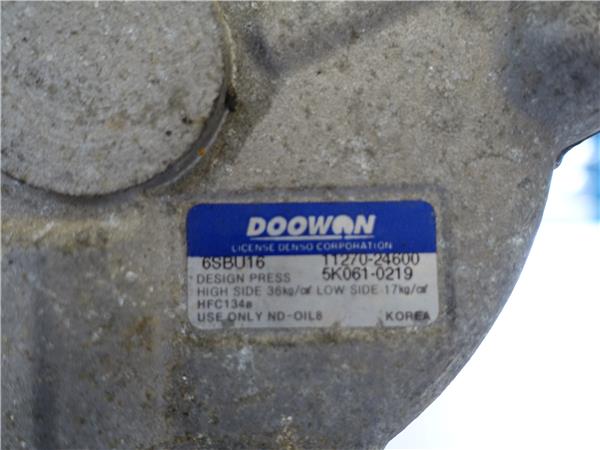 DOOWON
LICENSE DENSO CORPORATION
6SBU16 11270-24600
DESIGN PRESS 5K061-0219
HIGH SIDE 36kg/㎠ LOW SIDE 17kg/㎠
HFC134a
USE ONLY ND-OIL8 KOREA